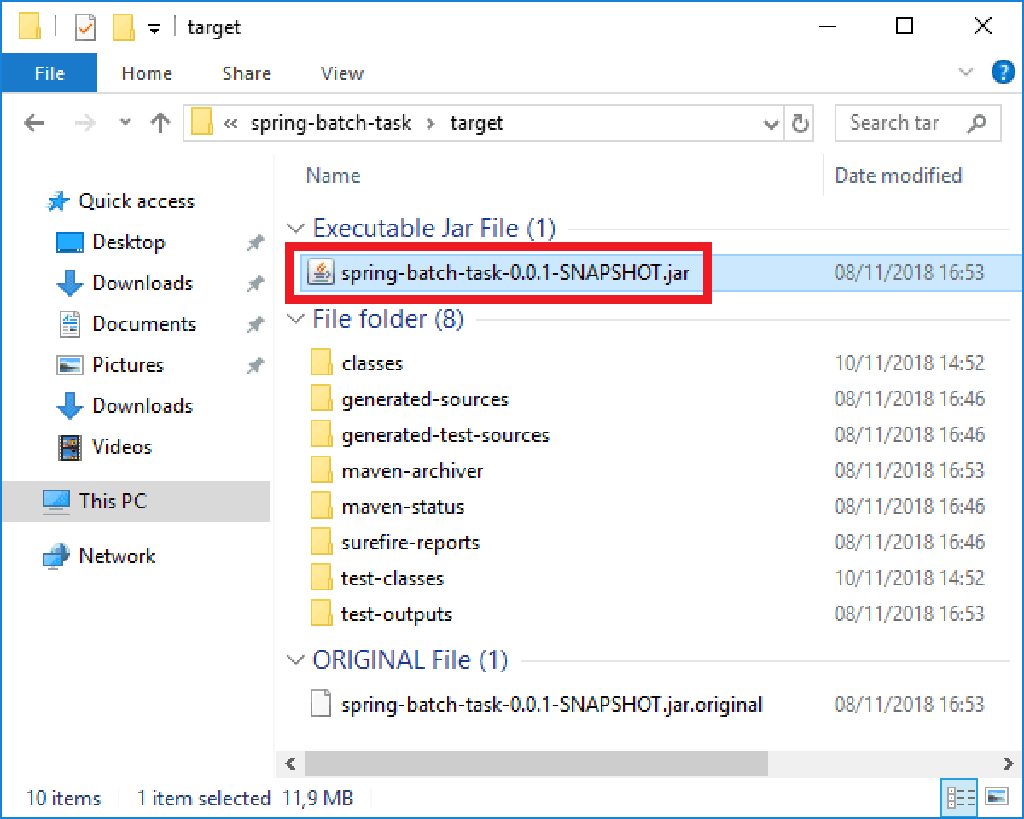 target
File Home Share View ?
« spring-batch-task › target Search tar
Name Date modified
Quick access
Desktop
Downloads
Documents
Pictures
Downloads
Videos
This PC
Network
Executable Jar File (1)
spring-batch-task-0.0.1-SNAPSHOT.jar 08/11/2018 16:53
File folder (8)
classes 10/11/2018 14:52
generated-sources 08/11/2018 16:46
generated-test-sources 08/11/2018 16:46
maven-archiver 08/11/2018 16:53
maven-status 08/11/2018 16:46
surefire-reports 08/11/2018 16:46
test-classes 10/11/2018 14:52
test-outputs 08/11/2018 16:53
ORIGINAL File (1)
spring-batch-task-0.0.1-SNAPSHOT.jar.original 08/11/2018 16:53
10 items 1 item selected 11,9 MB